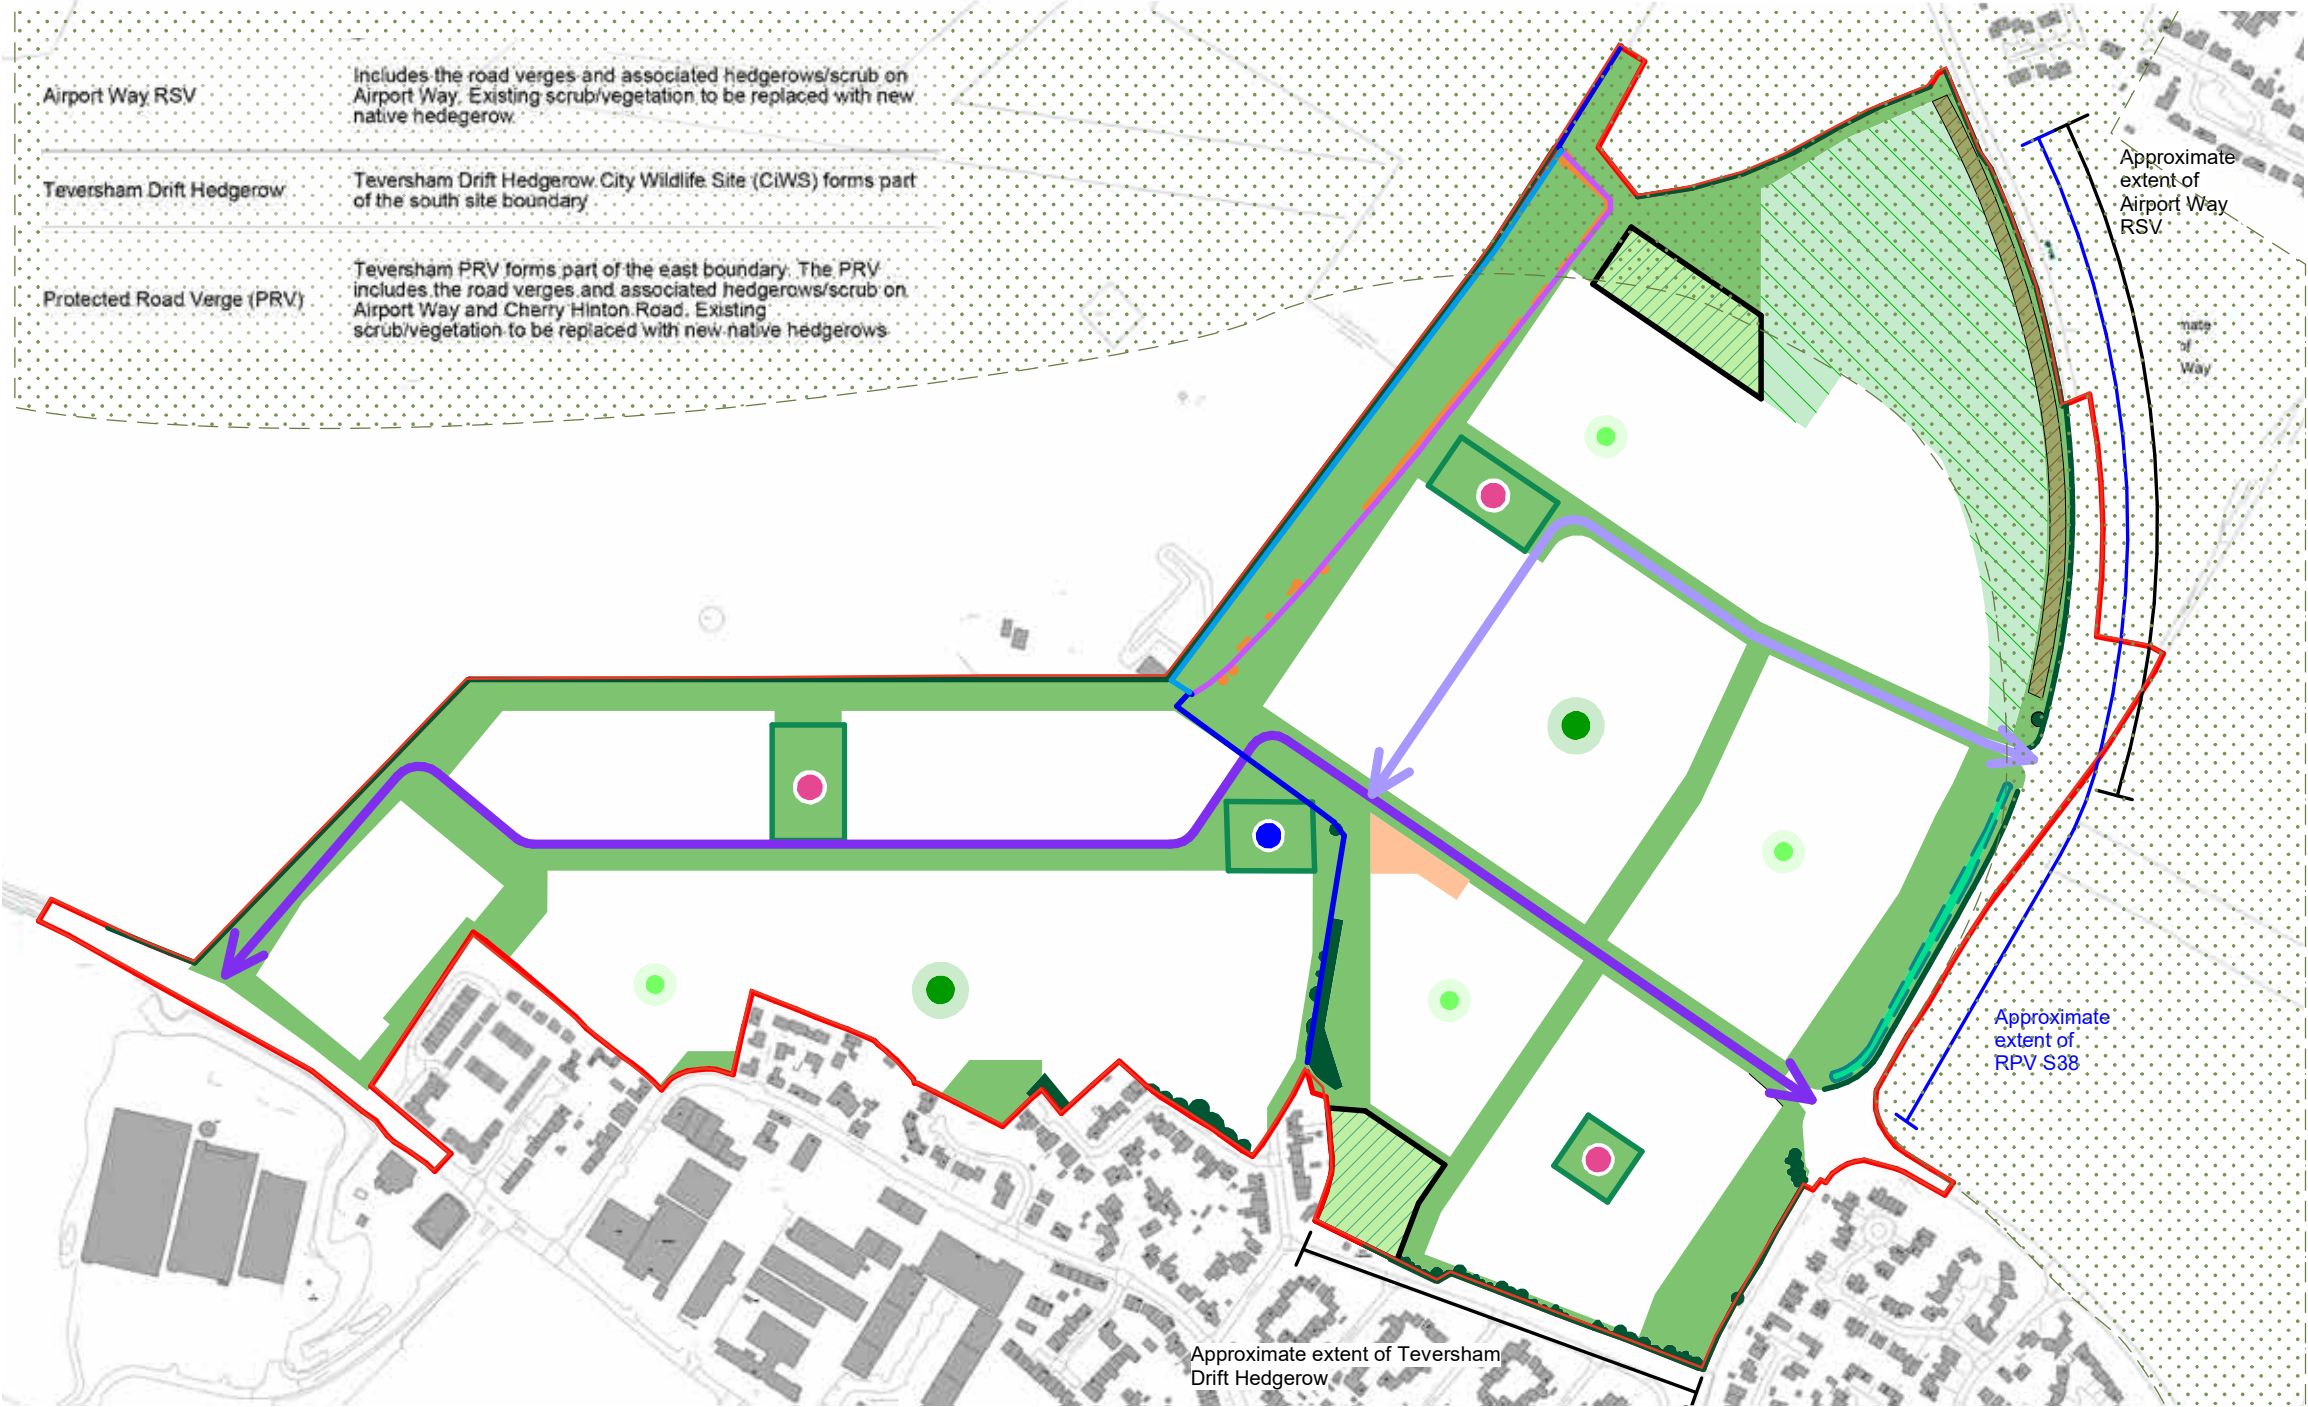 Airport Way RSV
Includes the road verges and associated hedgerows/scrub on
Airport Way. Existing scrub/vegetation to be replaced with new
native hedegerow
Teversham Drift Hedgerow
Teversham Drift Hedgerow City Wildlife Site (CiWS) forms part
of the south site boundary
Protected Road Verge (PRV)
Teversham PRV forms part of the east boundary. The PRV
includes the road verges and associated hedgerows/scrub on
Airport Way and Cherry Hinton Road. Existing
scrub/vegetation to be replaced with new native hedgerows
Approximate
extent of
Airport Way
RSV
mate
of
Way
Approximate
extent of
RPV S38
Approximate extent of Teversham
Drift Hedgerow